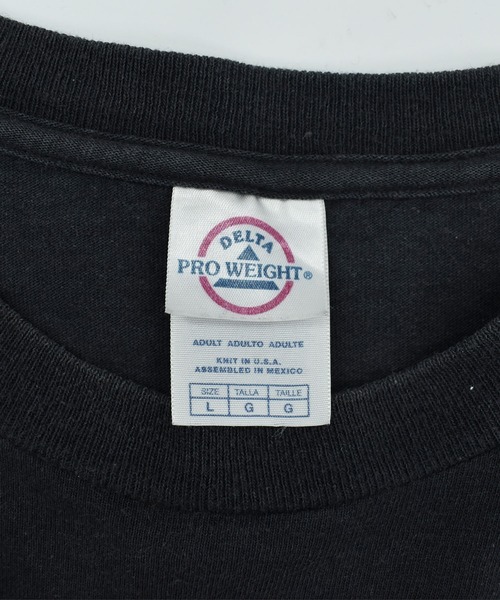 DELTA
PRO WEIGHT®
ADULT ADULTO ADULTE
KNIT IN U.S.A.
ASSEMBLED IN MEXICO
SIZE TALLA TAILLE
L G G